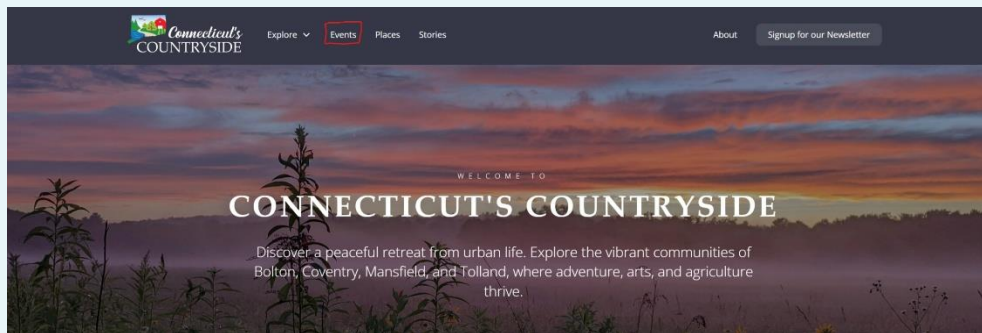 Connecticut's
COUNTRYSIDE
Explore Events Places Stories About Signup for our Newsletter
WELCOME TO
CONNECTICUT'S COUNTRYSIDE
Discover a peaceful retreat from urban life. Explore the vibrant communities of
Bolton, Coventry, Mansfield, and Tolland, where adventure, arts, and agriculture
thrive.